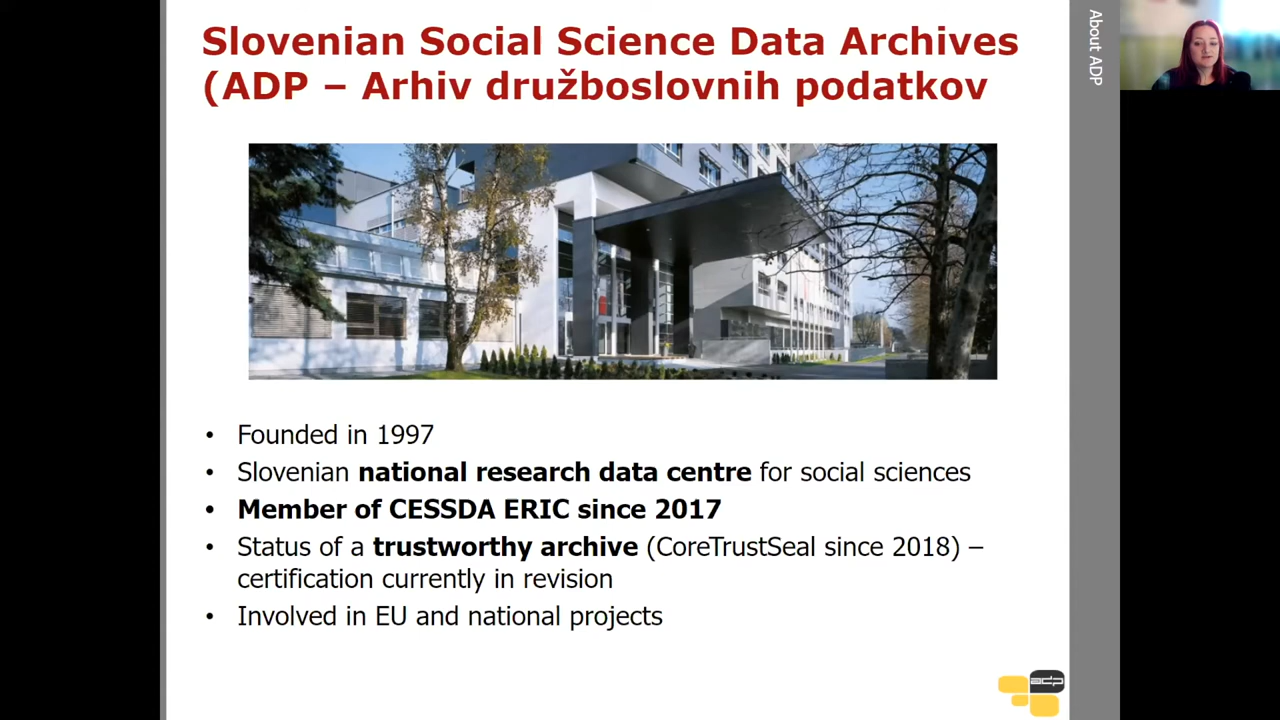 Slovenian Social Science Data Archives
(ADP – Arhiv družboslovnih podatkov
About ADP
• Founded in 1997
• Slovenian national research data centre for social sciences
• Member of CESSDA ERIC since 2017
• Status of a trustworthy archive (CoreTrustSeal since 2018) –
certification currently in revision
• Involved in EU and national projects
adp